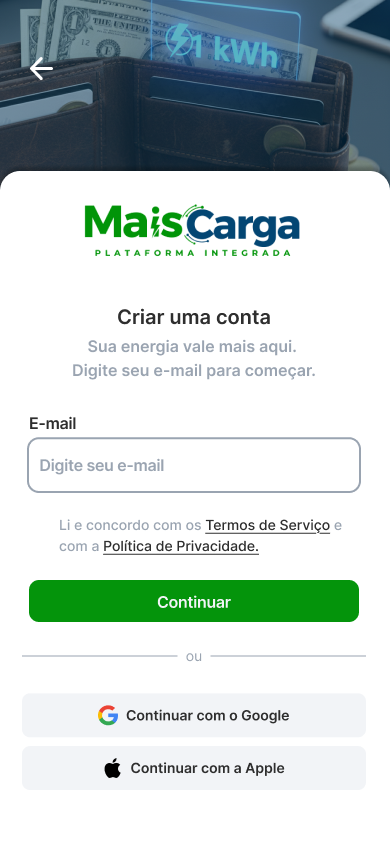 1 kWh
MaisCarga
PLATAFORMA INTEGRADA
Criar uma conta
Sua energia vale mais aqui.
Digite seu e-mail para começar.
E-mail
Digite seu e-mail
Li e concordo com os Termos de Serviço e
com a Política de Privacidade.
Continuar
ou
Continuar com o Google
Continuar com a Apple